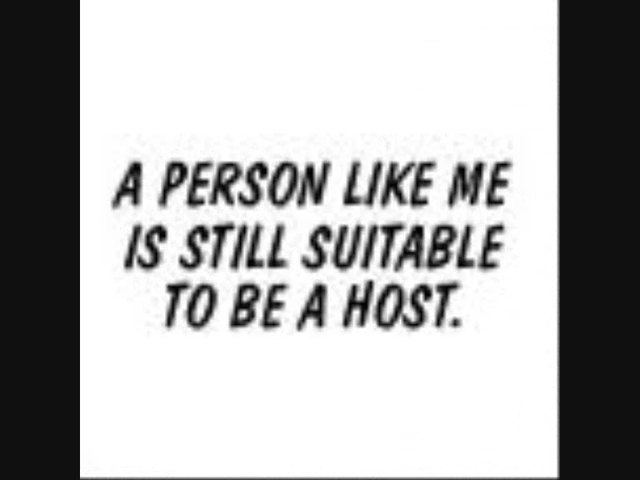 A PERSON LIKE ME
IS STILL SUITABLE
TO BE A HOST.